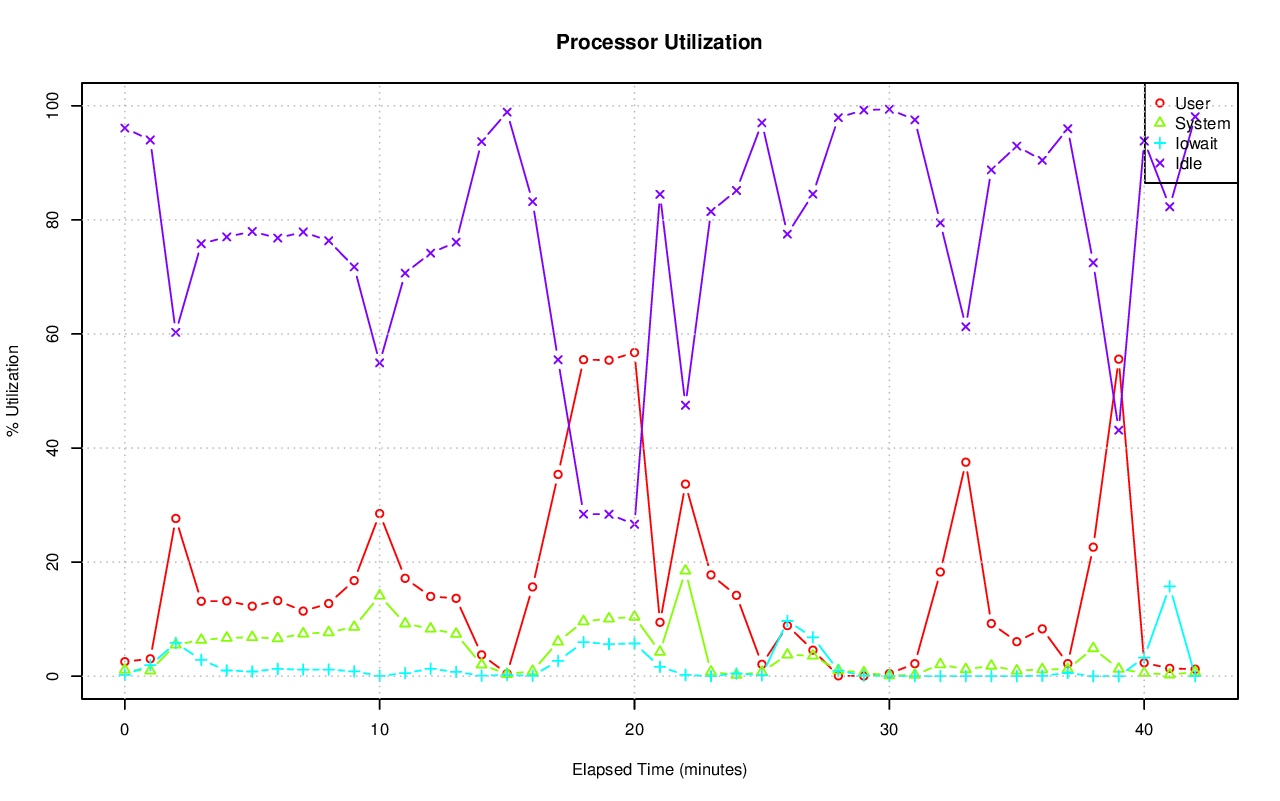 Processor Utilization
User
System
Iowait
Idle
% Utilization
100
80
60
40
20
0
0 10 20 30 40
Elapsed Time (minutes)